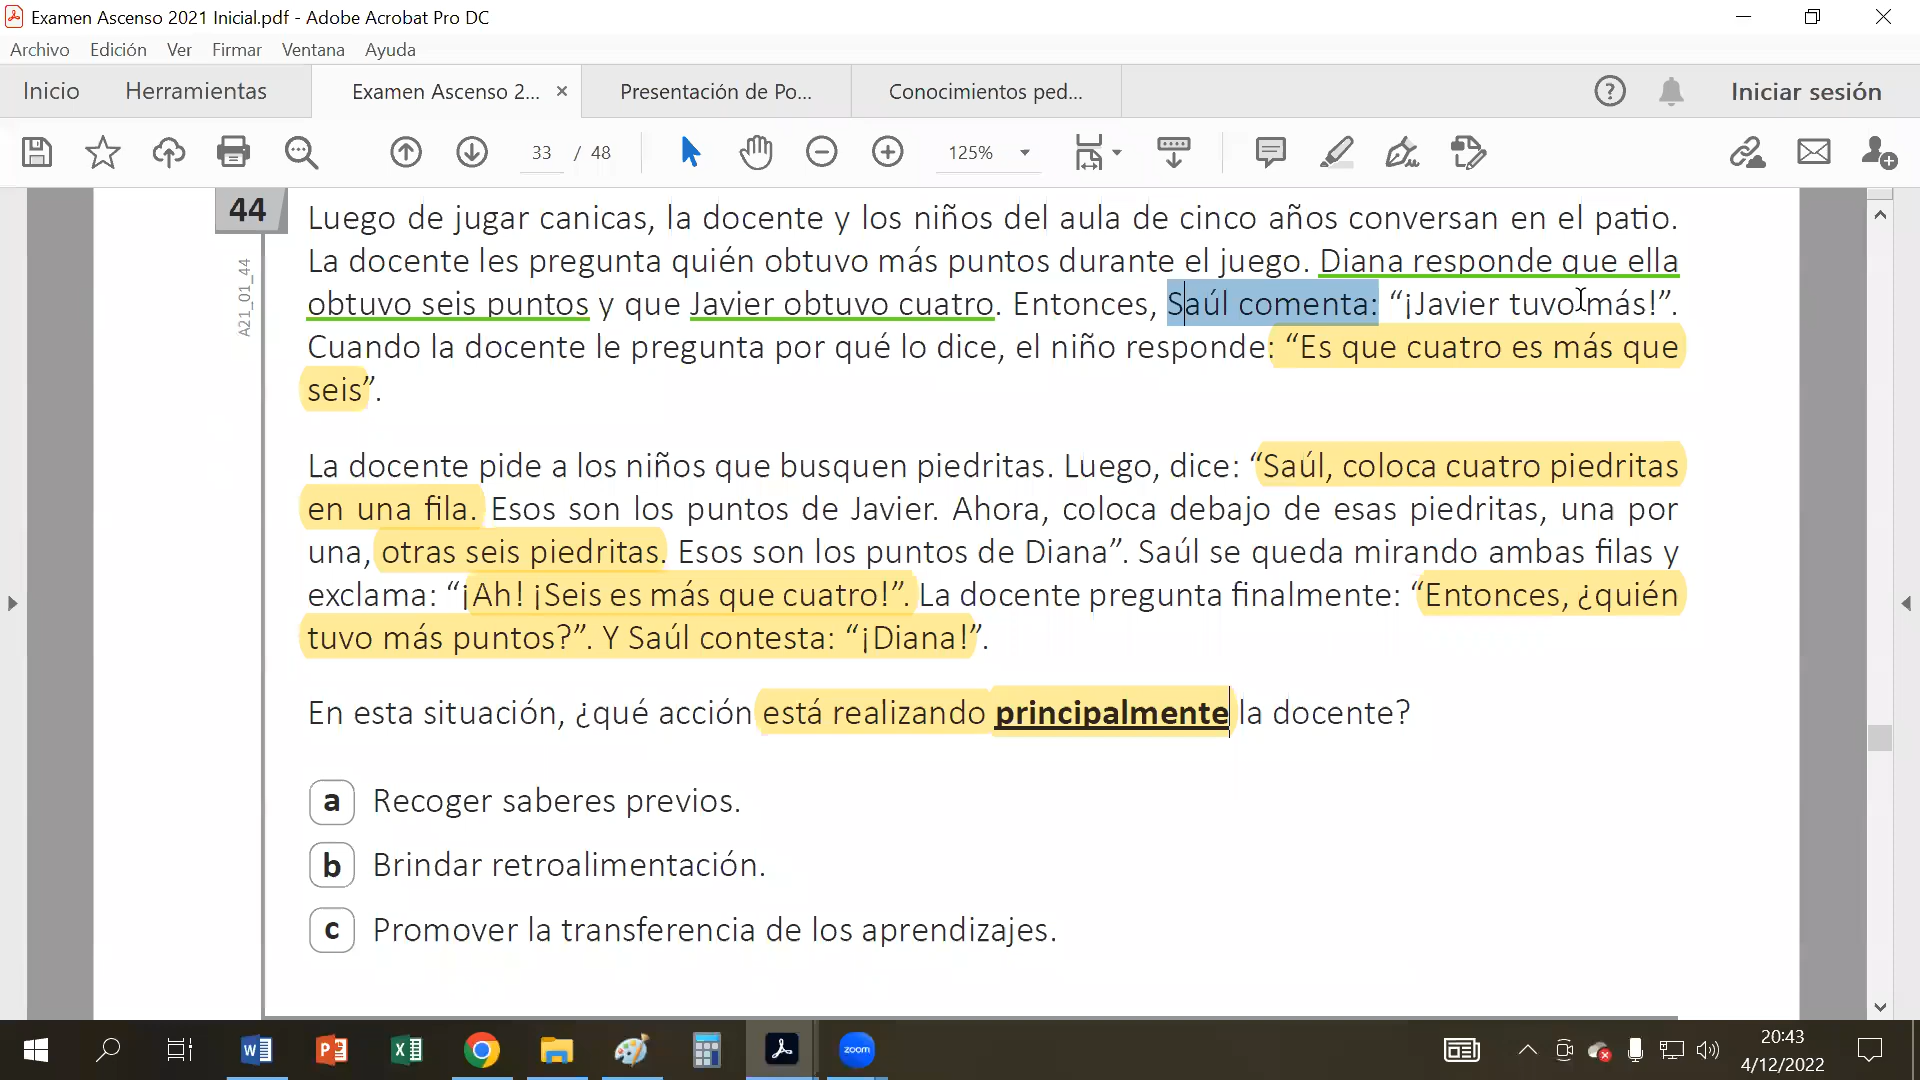 Examen Ascenso 2021 Inicial.pdf - Adobe Acrobat Pro DC
Archivo Edición Ver Firmar Ventana Ayuda
Inicio Herramientas Examen Ascenso 2... × Presentación de Po... Conocimientos ped... ? Iniciar sesión
33 / 48 125%
44
A21_01_44
Luego de jugar canicas, la docente y los niños del aula de cinco años conversan en el patio.
La docente les pregunta quién obtuvo más puntos durante el juego. Diana responde que ella
obtuvo seis puntos y que Javier obtuvo cuatro. Entonces, Saúl comenta: “¡Javier tuvo más!”.
Cuando la docente le pregunta por qué lo dice, el niño responde: “Es que cuatro es más que
seis”.
La docente pide a los niños que busquen piedritas. Luego, dice: “Saúl, coloca cuatro piedritas
en una fila. Esos son los puntos de Javier. Ahora, coloca debajo de esas piedritas, una por
una, otras seis piedritas. Esos son los puntos de Diana”. Saúl se queda mirando ambas filas y
exclama: “¡Ah! ¡Seis es más que cuatro!”. La docente pregunta finalmente: “Entonces, ¿quién
tuvo más puntos?”. Y Saúl contesta: “¡Diana!”.
En esta situación, ¿qué acción está realizando principalmente la docente?
a Recoger saberes previos.
b Brindar retroalimentación.
c Promover la transferencia de los aprendizajes.
zoom
20:43
4/12/2022